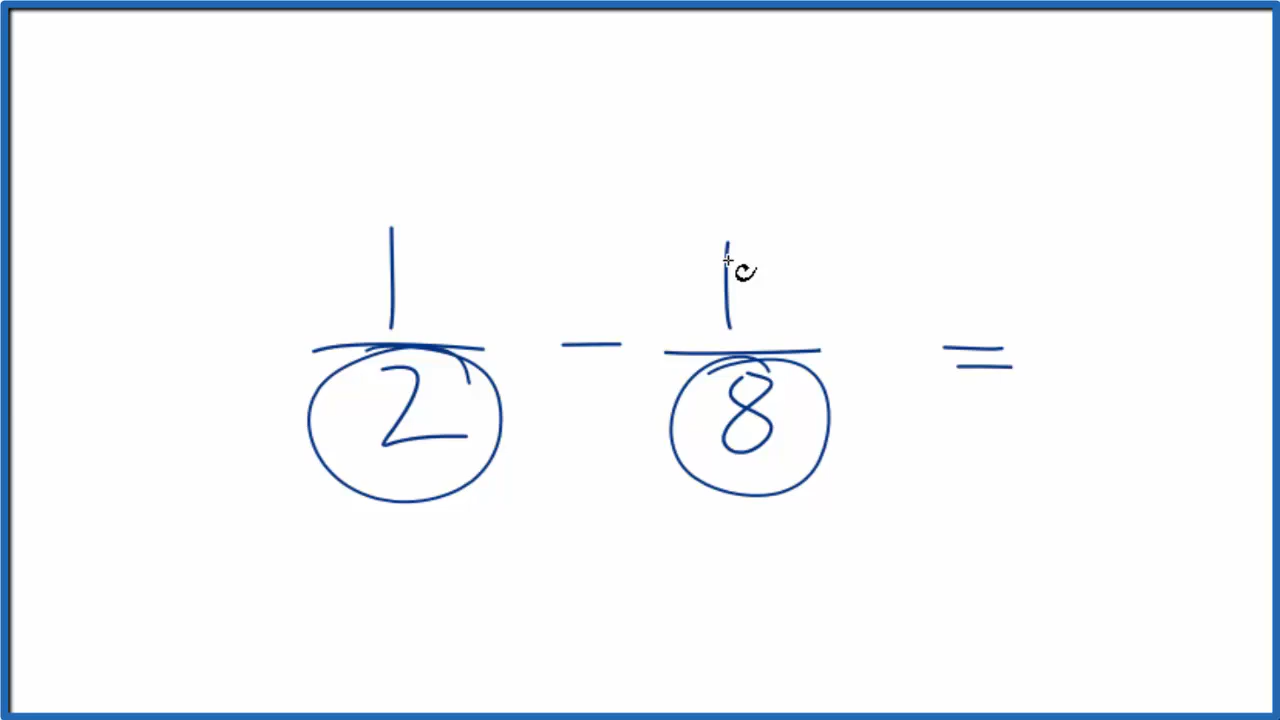 1/2 - 1/8 =